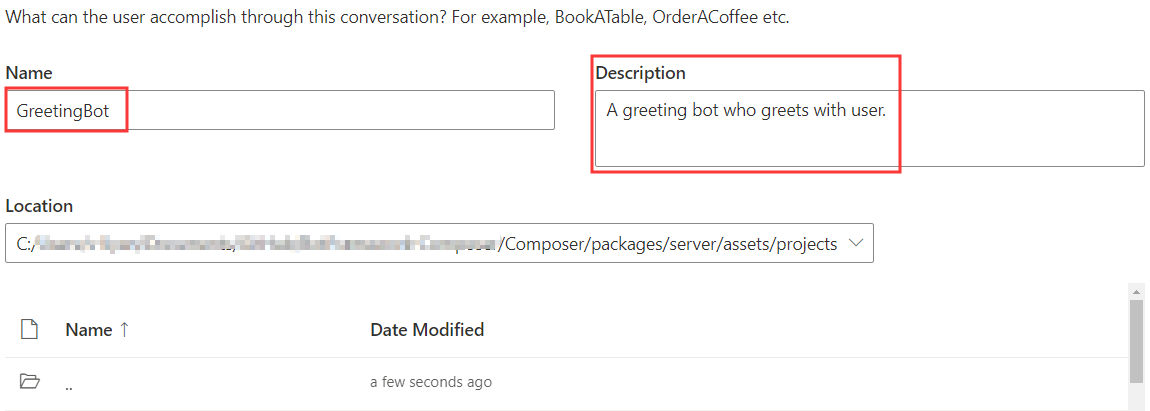 What can the user accomplish through this conversation? For example, BookATable, OrderACoffee etc.
Name
Description
GreetingBot
A greeting bot who greets with user.
Location
C:/ /Composer/packages/server/assets/projects
Name ↑
Date Modified
..
a few seconds ago